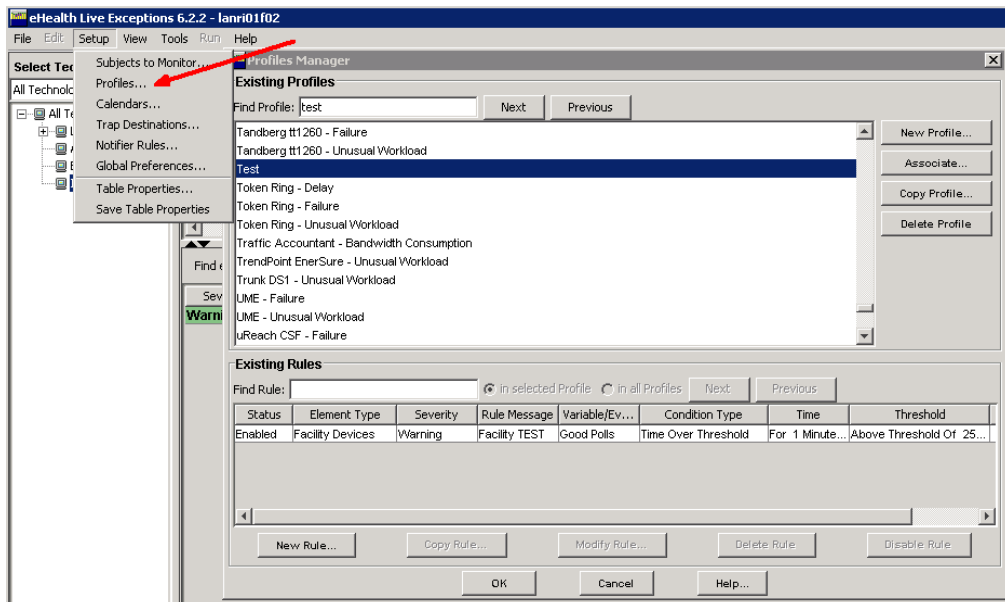 eHealth Live Exceptions 6.2.2 - lanri01f02
File Edit Setup View Tools Run Help
Select Tec
All Technolo
All Te
Subjects to Monitor...
Profiles...
Calendars...
Trap Destinations...
Notifier Rules...
Global Preferences...
Table Properties...
Save Table Properties
Find e
Sev
Warni
Profiles Manager
Existing Profiles
Find Profile: test Next Previous
Tandberg tt1260 - Failure
Tandberg tt1260 - Unusual Workload
Test
Token Ring - Delay
Token Ring - Failure
Token Ring - Unusual Workload
Traffic Accountant - Bandwidth Consumption
TrendPoint EnerSure - Unusual Workload
Trunk DS1 - Unusual Workload
UME - Failure
UME - Unusual Workload
uReach CSF - Failure
New Profile...
Associate...
Copy Profile...
Delete Profile
Existing Rules
Find Rule: in selected Profile in all Profiles Next Previous
Status Element Type Severity Rule Message Variable/Ev... Condition Type Time Threshold
Enabled Facility Devices Warning Facility TEST Good Polls Time Over Threshold For 1 Minute... Above Threshold Of 25...
New Rule... Copy Rule... Modify Rule... Delete Rule Disable Rule
OK Cancel Help...